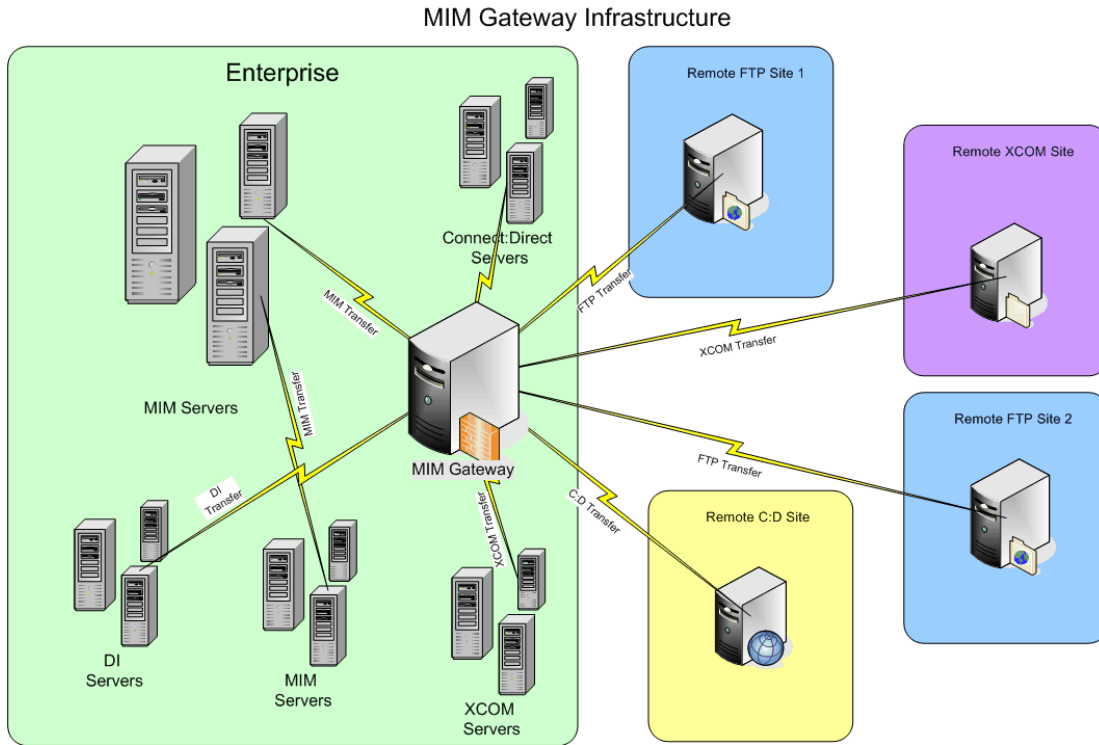 MIM Gateway Infrastructure
Enterprise
Remote FTP Site 1
Remote XCOM Site
Connect:Direct
Servers
MIM Transfer
FTP Transfer
XCOM Transfer
MIM Servers
MIM Transfer
MIM Gateway
Remote FTP Site 2
FTP Transfer
DI
Transfer
XCOM Transfer
C:D Transfer
Remote C:D Site
DI
Servers
MIM
Servers
XCOM
Servers